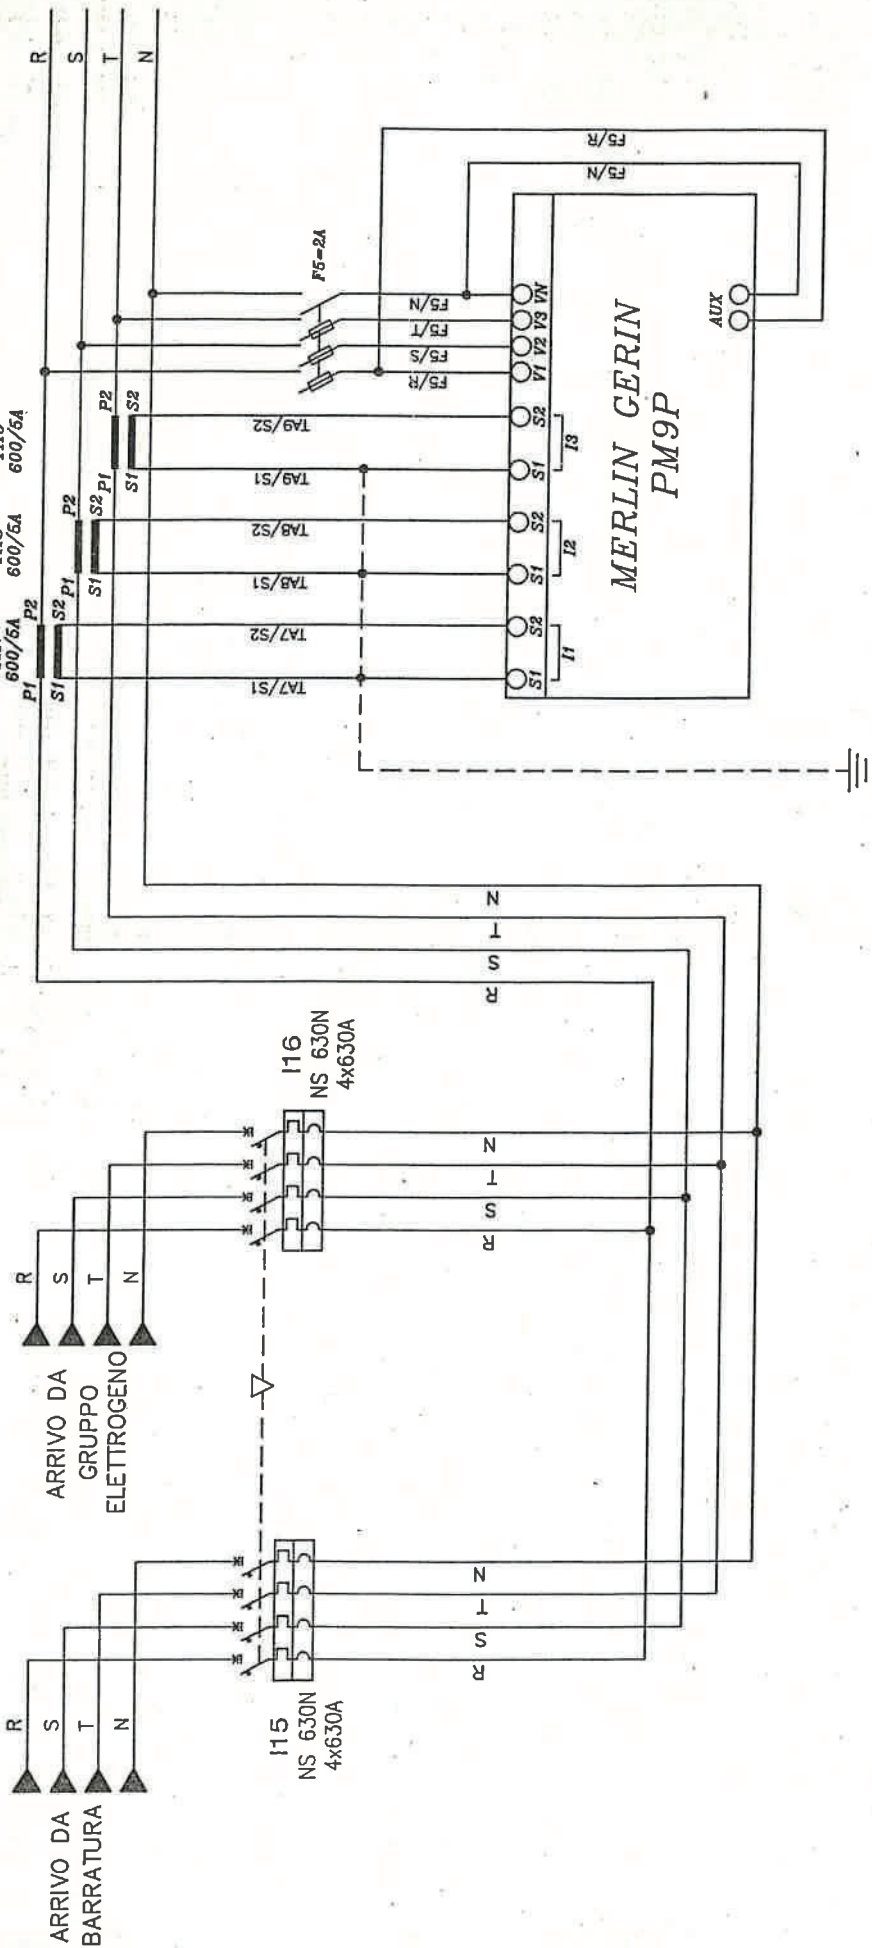 ARRIVO DA
BARRATURA
R
S
T
N
I15
NS 630N
4x630A
R
S
T
N
ARRIVO DA
GRUPPO
ELETTROGENO
R
S
T
N
I16
NS 630N
4x630A
R
S
T
N
R
S
T
N
600/5A
P1
P2
S1
S2
600/5A
P1
P2
S1
S2
600/5A
P1
P2
S1
S2
R
S
T
N
TA7/S1
TA7/S2
TA8/S1
TA8/S2
TA9/S1
TA9/S2
F5=2A
F5/R
F5/S
F5/T
F5/N
F5/R
F5/N
S1
S2
S1
S2
S1
S2
V1
V2
V3
VN
I1
I2
I3
MERLIN GERIN
PM9P
AUX